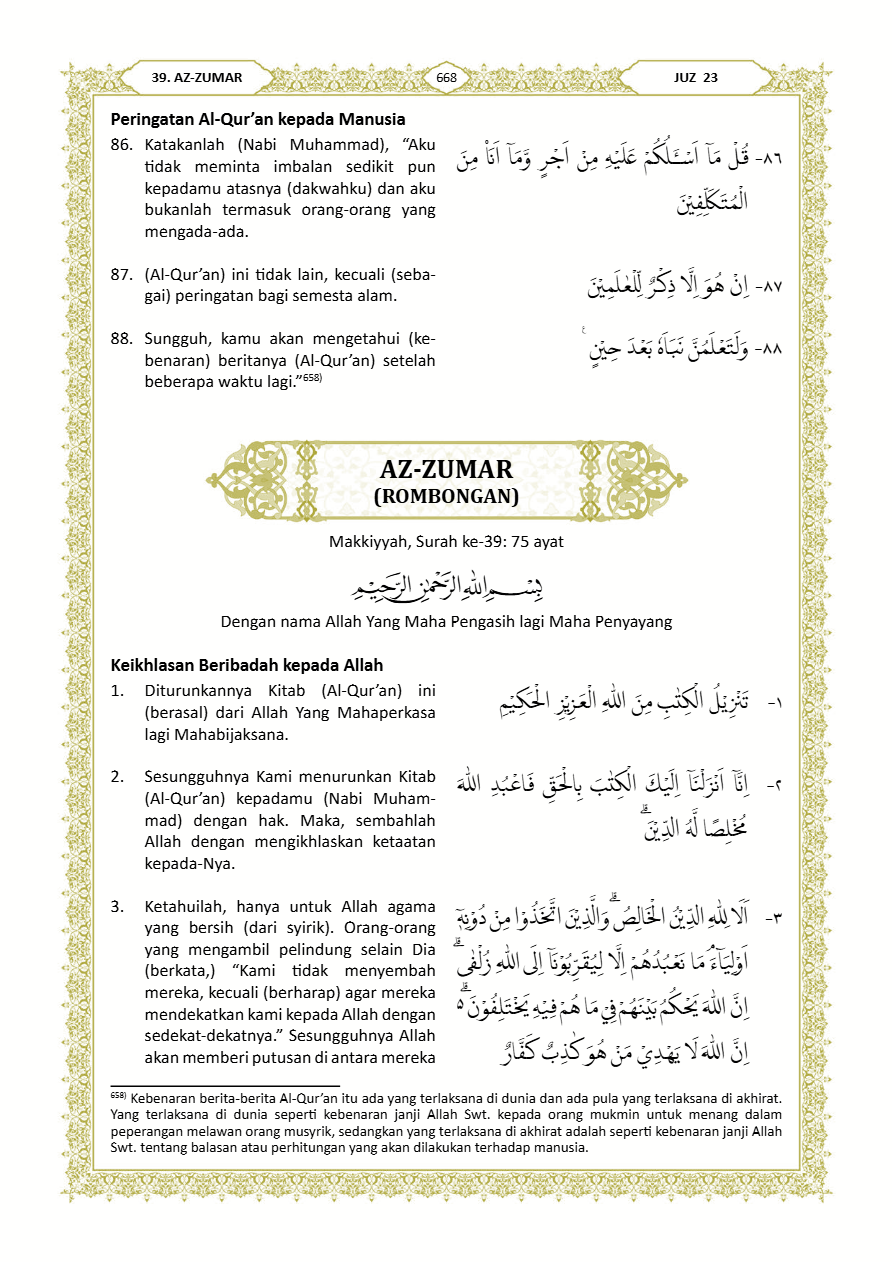 39. AZ-ZUMAR
668
JUZ 23
Peringatan Al-Qur’an kepada Manusia
86. Katakanlah (Nabi Muhammad), “Aku
tidak meminta imbalan sedikit pun
kepadamu atasnya (dakwahku) dan aku
bukanlah termasuk orang-orang yang
mengada-ada.
٨٦- قُلْ مَآ اَسْـَٔلُكُمْ عَلَيْهِ مِنْ اَجْرٍ وَّمَآ اَنَا۠ مِنَ
الْمُتَكَلِّفِيْنَ
87. (Al-Qur’an) ini tidak lain, kecuali (seba-
gai) peringatan bagi semesta alam.
٨٧- اِنْ هُوَ اِلَّا ذِكْرٌ لِّلْعٰلَمِيْنَ
88. Sungguh, kamu akan mengetahui (ke-
benaran) beritanya (Al-Qur’an) setelah
beberapa waktu lagi.”⁶⁵⁸⁾
٨٨- وَلَتَعْلَمُنَّ نَبَاَهٗ بَعْدَ حِيْنٍ ࣖ
AZ-ZUMAR
(ROMBONGAN)
Makkiyyah, Surah ke-39: 75 ayat
بِسْمِ اللّٰهِ الرَّحْمٰنِ الرَّحِيْمِ
Dengan nama Allah Yang Maha Pengasih lagi Maha Penyayang
Keikhlasan Beribadah kepada Allah
1. Diturunkannya Kitab (Al-Qur’an) ini
(berasal) dari Allah Yang Mahaperkasa
lagi Mahabijaksana.
١- تَنْزِيْلُ الْكِتٰبِ مِنَ اللّٰهِ الْعَزِيْزِ الْحَكِيْمِ
2. Sesungguhnya Kami menurunkan Kitab
(Al-Qur’an) kepadamu (Nabi Muham-
mad) dengan hak. Maka, sembahlah
Allah dengan mengikhlaskan ketaatan
kepada-Nya.
٢- اِنَّآ اَنْزَلْنَآ اِلَيْكَ الْكِتٰبَ بِالْحَقِّ فَاعْبُدِ اللّٰهَ
مُخْلِصًا لَّهُ الدِّيْنَۗ
3. Ketahuilah, hanya untuk Allah agama
yang bersih (dari syirik). Orang-orang
yang mengambil pelindung selain Dia
(berkata,) “Kami tidak menyembah
mereka, kecuali (berharap) agar mereka
mendekatkan kami kepada Allah dengan
sedekat-dekatnya.” Sesungguhnya Allah
akan memberi putusan di antara mereka
٣- اَلَا لِلّٰهِ الدِّيْنُ الْخَالِصُۗ وَالَّذِيْنَ اتَّخَذُوْا مِنْ دُوْنِهٖٓ
اَوْلِيَاۤءَۘ مَا نَعْبُدُهُمْ اِلَّا لِيُقَرِّبُوْنَآ اِلَى اللّٰهِ زُلْفٰىۗ
اِنَّ اللّٰهَ يَحْكُمُ بَيْنَهُمْ فِيْ مَا هُمْ فِيْهِ يَخْتَلِفُوْنَۗ ەۗ
اِنَّ اللّٰهَ لَا يَهْدِيْ مَنْ هُوَ كٰذِبٌ كَفَّارٌ
⁶⁵⁸⁾ Kebenaran berita-berita Al-Qur’an itu ada yang terlaksana di dunia dan ada pula yang terlaksana di akhirat.
Yang terlaksana di dunia seperti kebenaran janji Allah Swt. kepada orang mukmin untuk menang dalam
peperangan melawan orang musyrik, sedangkan yang terlaksana di akhirat adalah seperti kebenaran janji Allah
Swt. tentang balasan atau perhitungan yang akan dilakukan terhadap manusia.